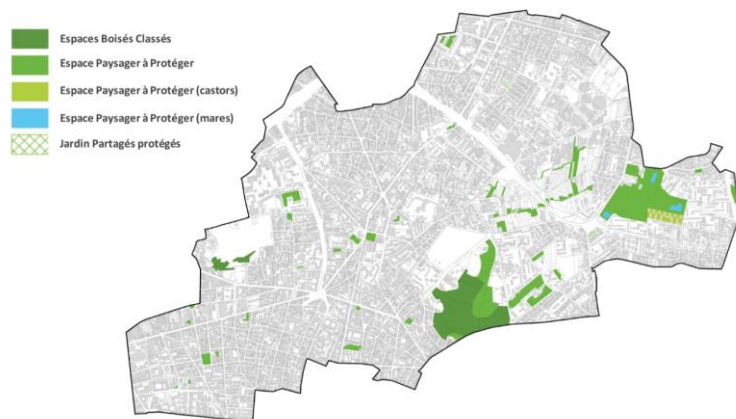 Espaces Boisés Classés
Espace Paysager à Protéger
Espace Paysager à Protéger (castors)
Espace Paysager à Protéger (mares)
Jardin Partagés protégés